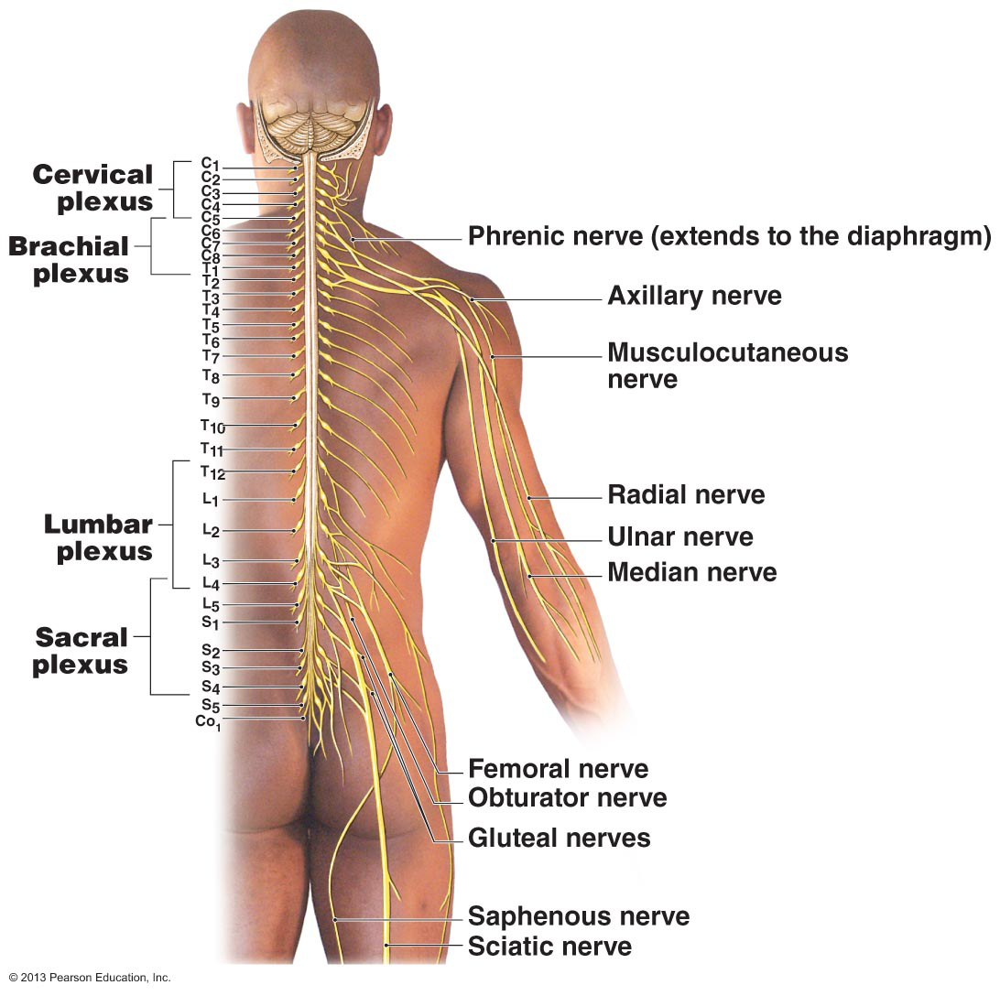 Cervical
plexus
Brachial
plexus
Lumbar
plexus
Sacral
plexus
C1
C2
C3
C4
C5
C6
C7
C8
T1
T2
T3
T4
T5
T6
T7
T8
T9
T10
T11
T12
L1
L2
L3
L4
L5
S1
S2
S3
S4
S5
Co1
Phrenic nerve (extends to the diaphragm)
Axillary nerve
Musculocutaneous
nerve
Radial nerve
Ulnar nerve
Median nerve
Femoral nerve
Obturator nerve
Gluteal nerves
Saphenous nerve
Sciatic nerve
© 2013 Pearson Education, Inc.